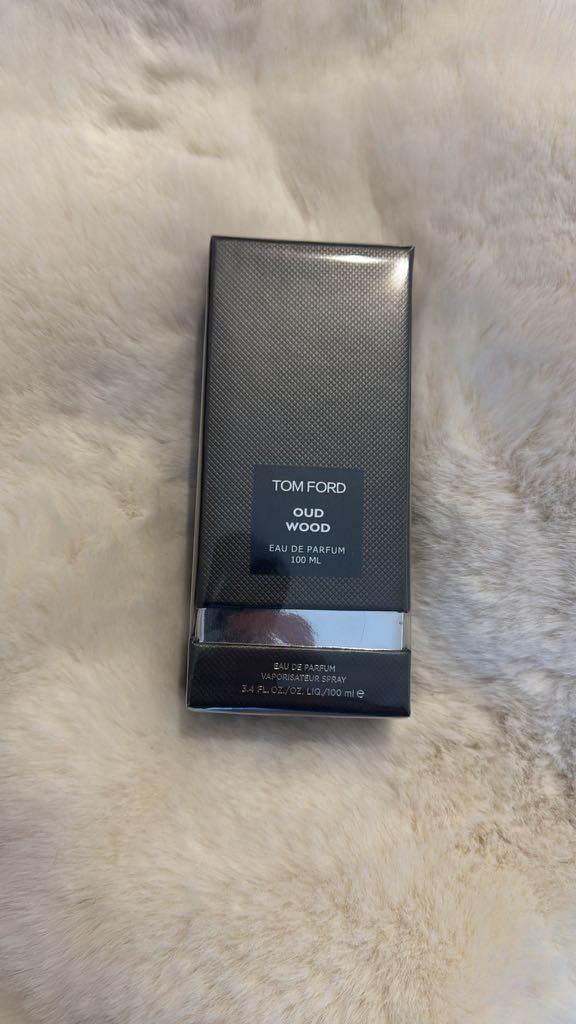 TOM FORD
OUD
WOOD
EAU DE PARFUM
100 ML
EAU DE PARFUM
VAPORISATEUR SPRAY
3.4 FL. OZ./OZ. LIQ./100 ml ℮